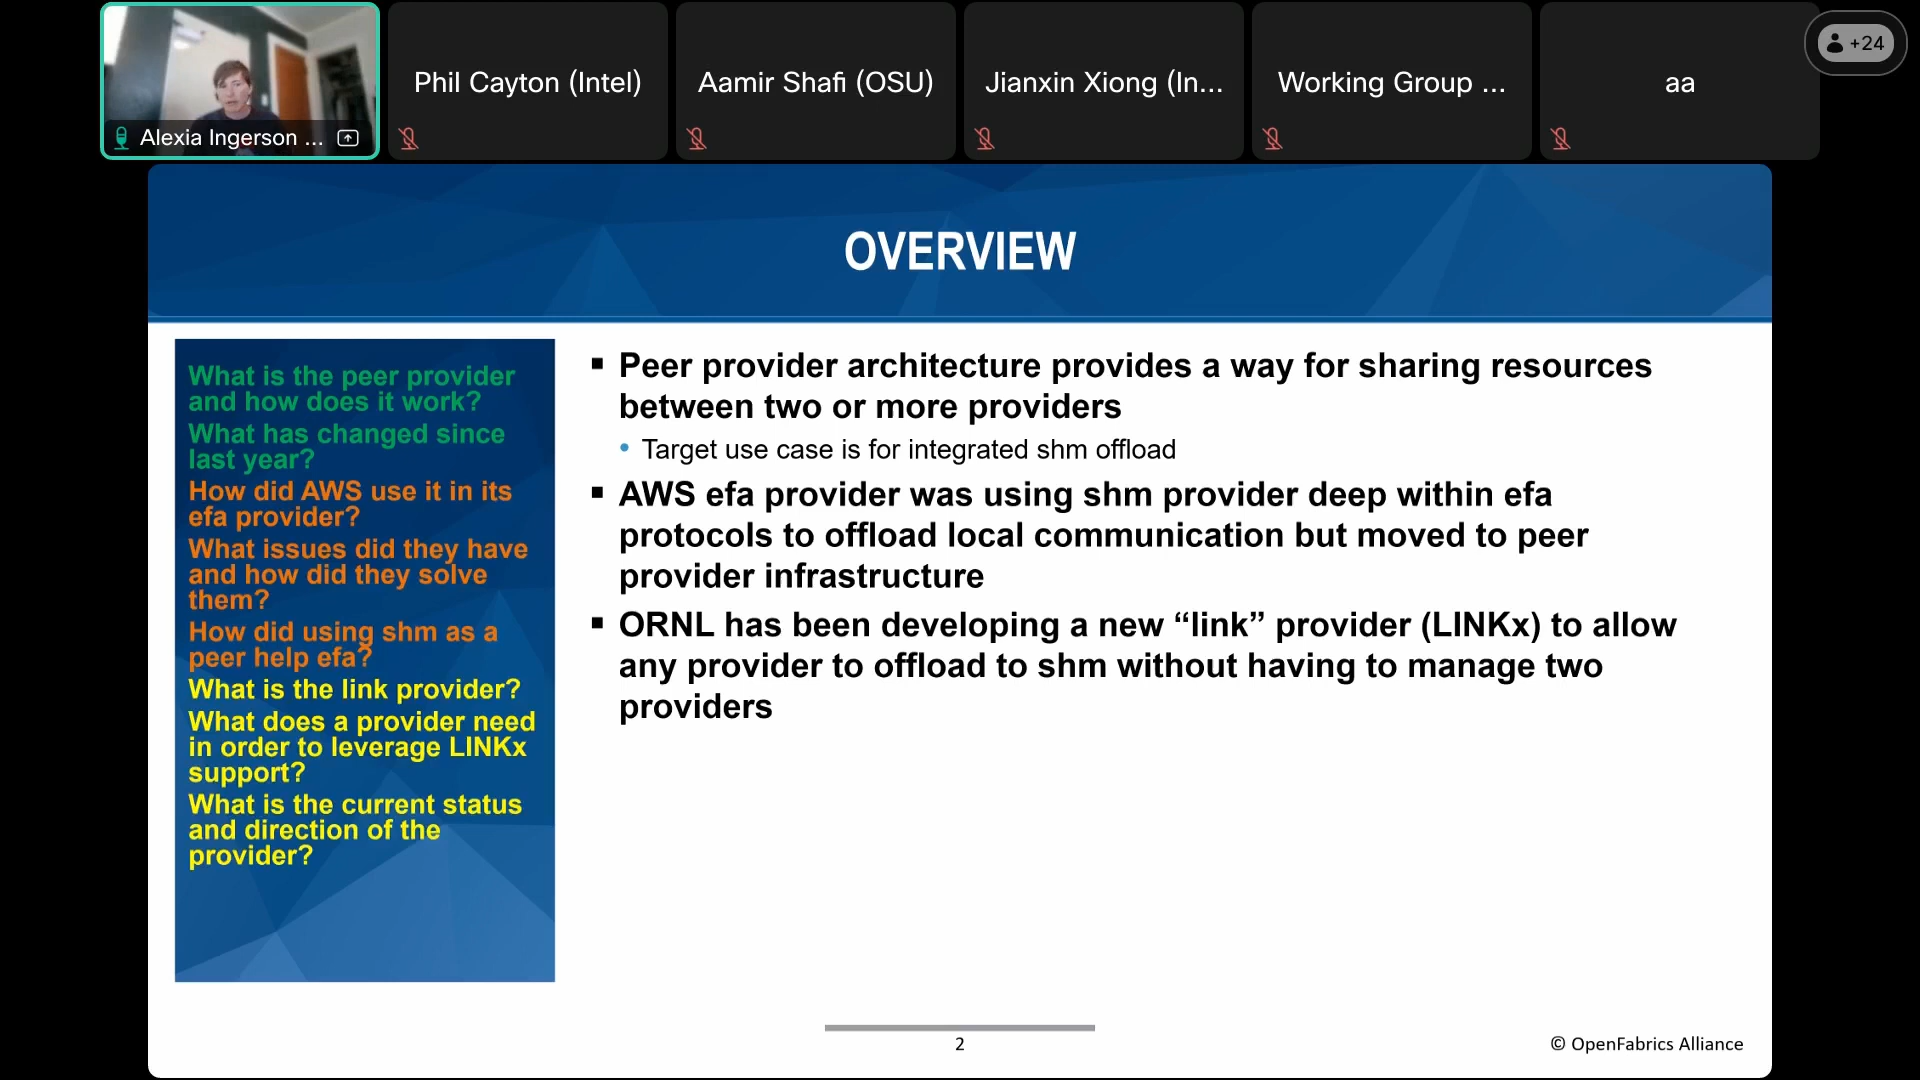 Alexia Ingerson ...
Phil Cayton (Intel)
Aamir Shafi (OSU)
Jianxin Xiong (In...
Working Group ...
aa
+24
OVERVIEW
What is the peer provider
and how does it work?
What has changed since
last year?
How did AWS use it in its
efa provider?
What issues did they have
and how did they solve
them?
How did using shm as a
peer help efa?
What is the link provider?
What does a provider need
in order to leverage LINKx
support?
What is the current status
and direction of the
provider?
▪ Peer provider architecture provides a way for sharing resources
between two or more providers
• Target use case is for integrated shm offload
▪ AWS efa provider was using shm provider deep within efa
protocols to offload local communication but moved to peer
provider infrastructure
▪ ORNL has been developing a new “link” provider (LINKx) to allow
any provider to offload to shm without having to manage two
providers
2
© OpenFabrics Alliance